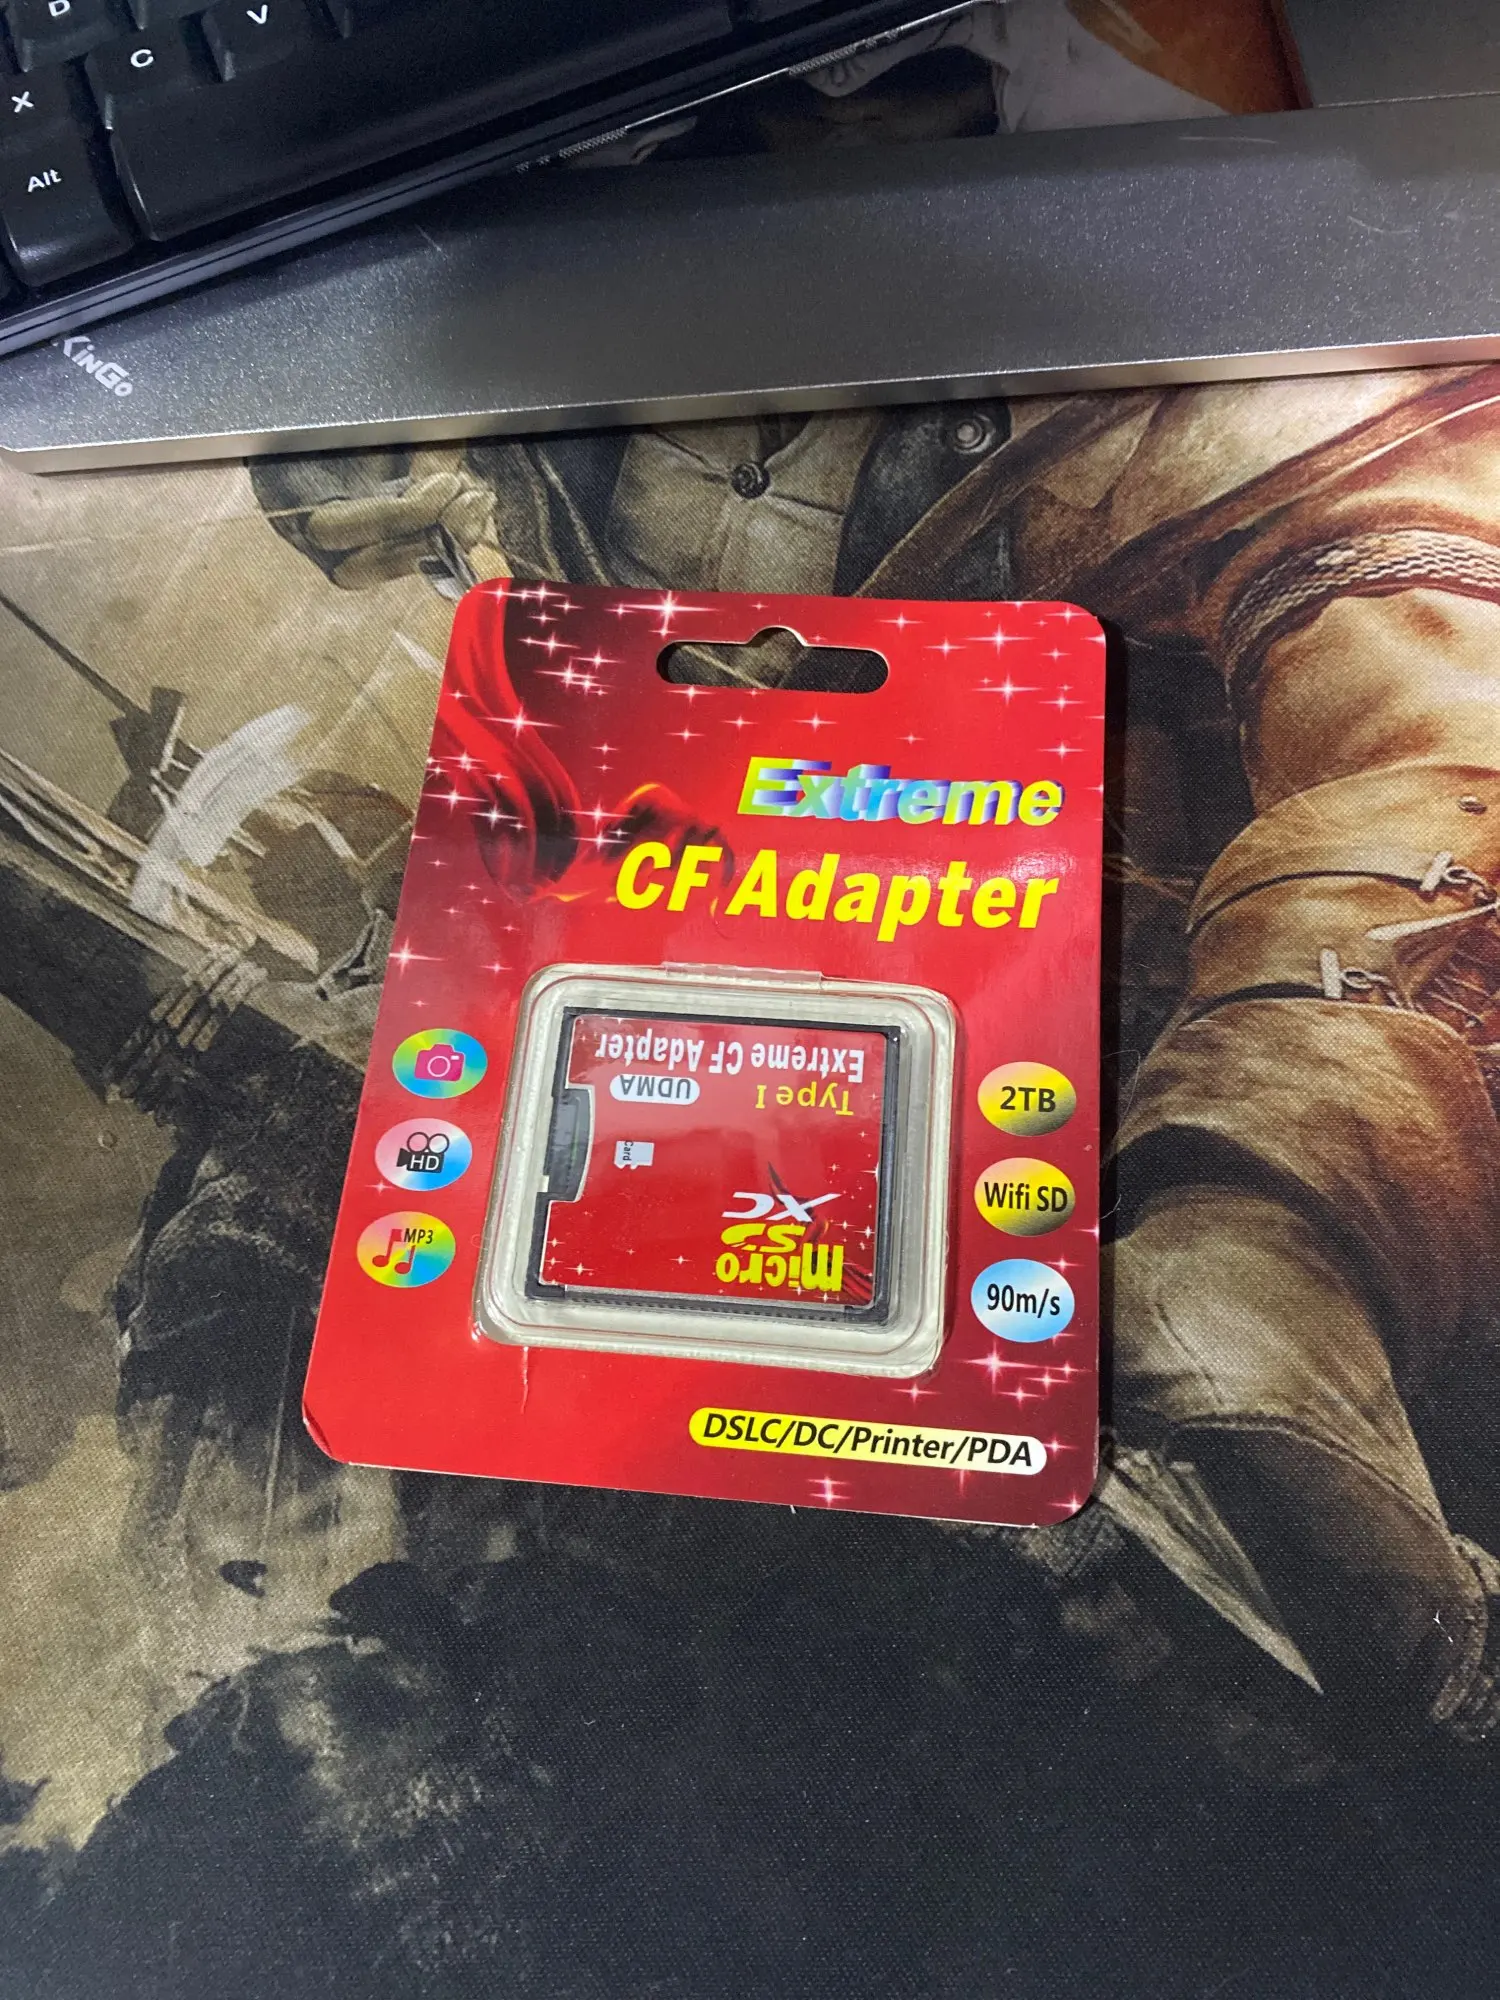 D
V
C
X
Alt
KinGo
Extreme
CF Adapter
HD
MP3
2TB
Wifi SD
90m/s
Extreme CF Adapter
Type I
UDMA
Card
micro
SD
XC
DSLC/DC/Printer/PDA